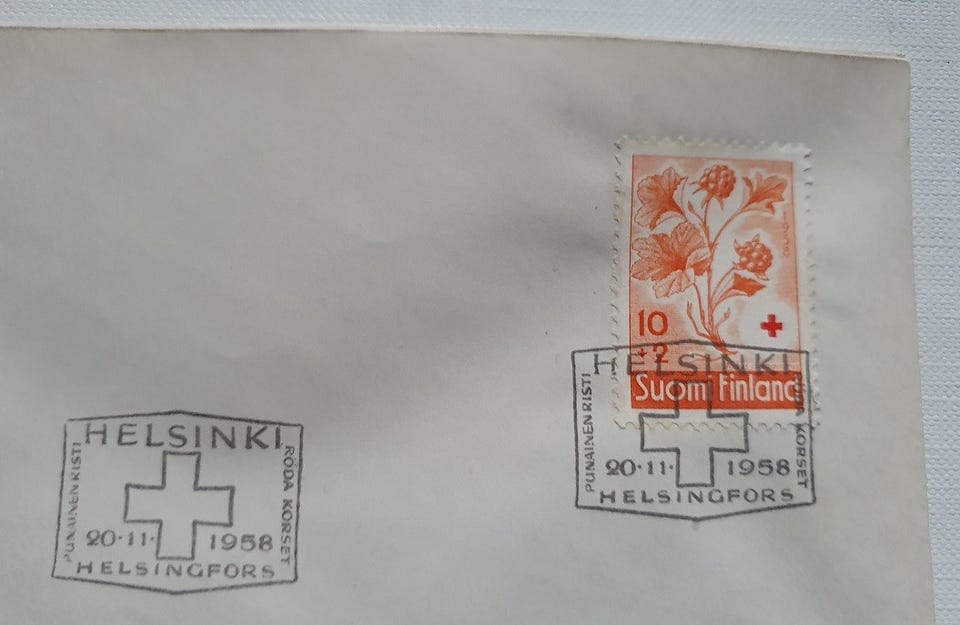 10
+2
Suomi Finland
HELSINKI
PUNAINEN RISTI
RÖDA KORSET
20·11· 1958
HELSINGFORS
HELSINKI
PUNAINEN RISTI
KORSET
20·11· 1958
HELSINGFORS